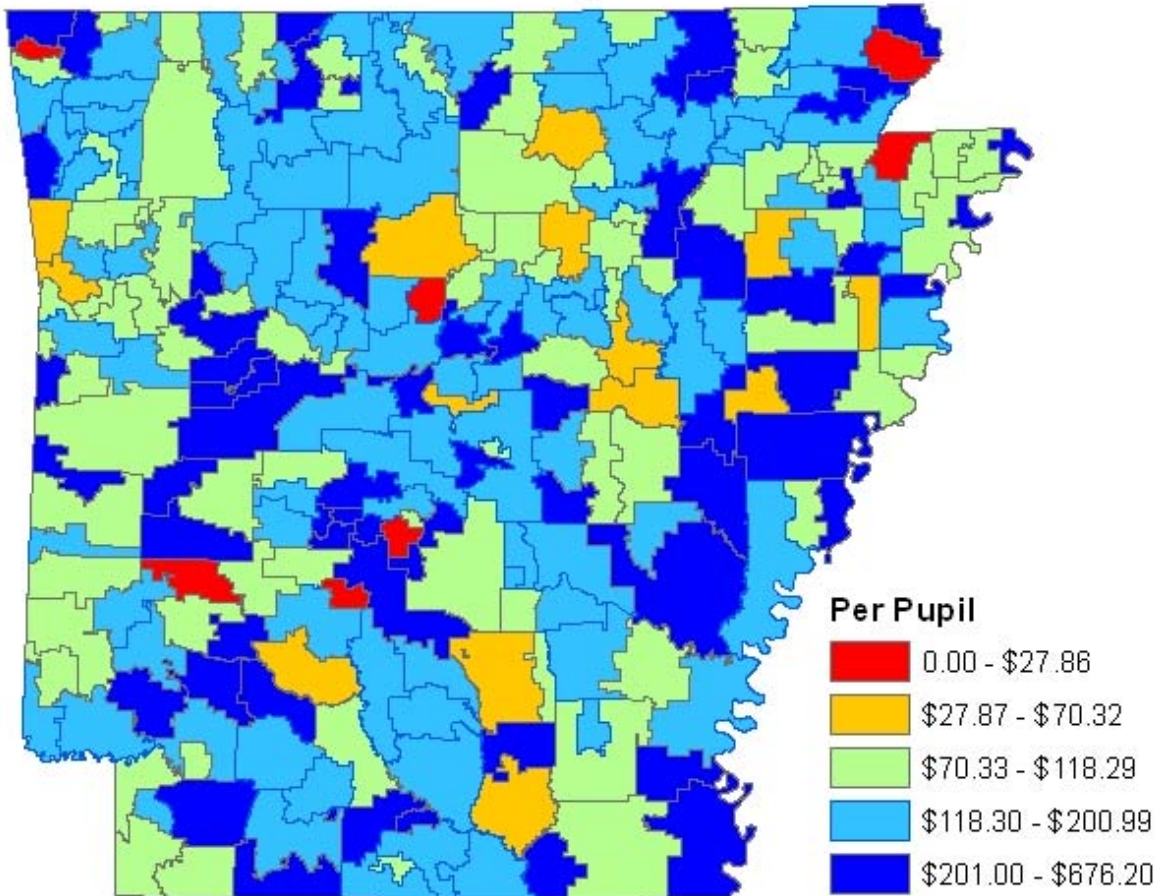 Per Pupil
0.00 - $27.86
$27.87 - $70.32
$70.33 - $118.29
$118.30 - $200.99
$201.00 - $676.20